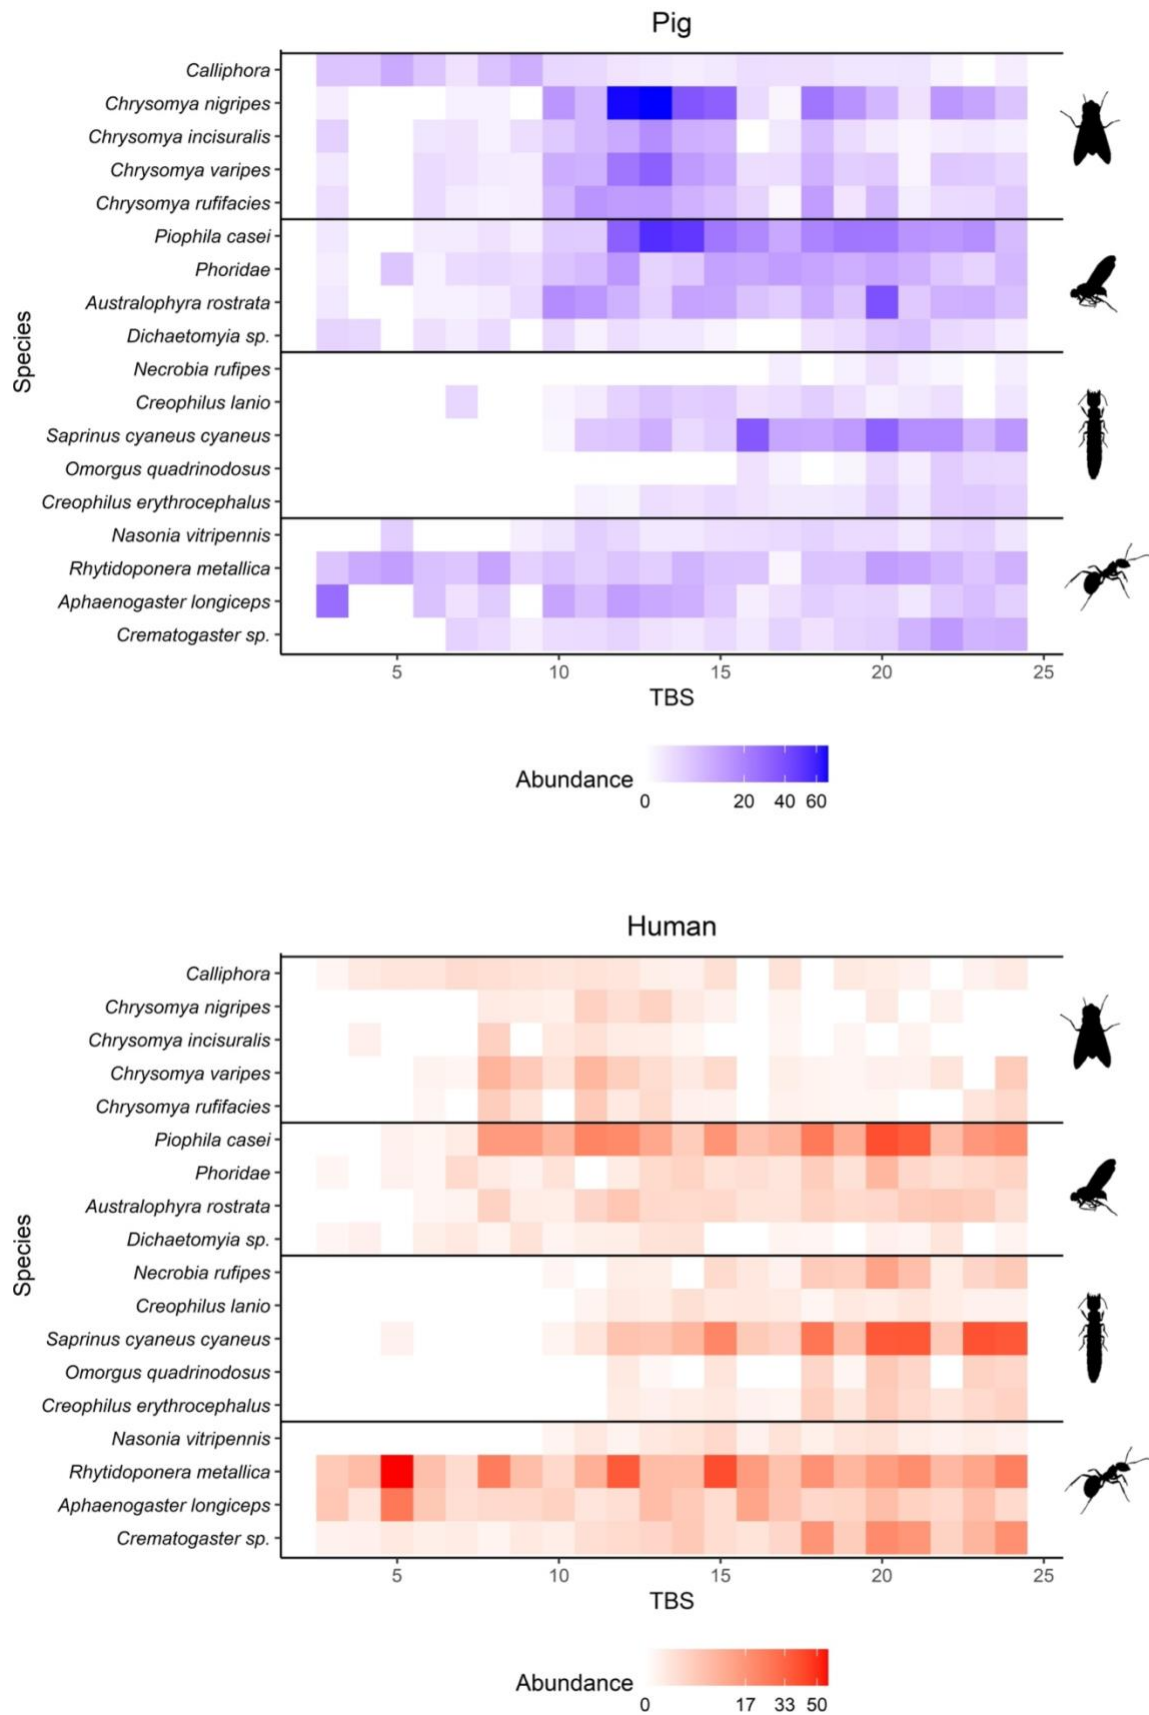 Pig
Species
Calliphora
Chrysomya nigripes
Chrysomya incisuralis
Chrysomya varipes
Chrysomya rufifacies
Piophila casei
Phoridae
Australophyra rostrata
Dichaetomyia sp.
Necrobia rufipes
Creophilus lanio
Saprinus cyaneus cyaneus
Omorgus quadrinodosus
Creophilus erythrocephalus
Nasonia vitripennis
Rhytidoponera metallica
Aphaenogaster longiceps
Crematogaster sp.
5 10 15 20 25
TBS
Abundance
0 20 40 60
Human
Species
Calliphora
Chrysomya nigripes
Chrysomya incisuralis
Chrysomya varipes
Chrysomya rufifacies
Piophila casei
Phoridae
Australophyra rostrata
Dichaetomyia sp.
Necrobia rufipes
Creophilus lanio
Saprinus cyaneus cyaneus
Omorgus quadrinodosus
Creophilus erythrocephalus
Nasonia vitripennis
Rhytidoponera metallica
Aphaenogaster longiceps
Crematogaster sp.
5 10 15 20 25
TBS
Abundance
0 17 33 50